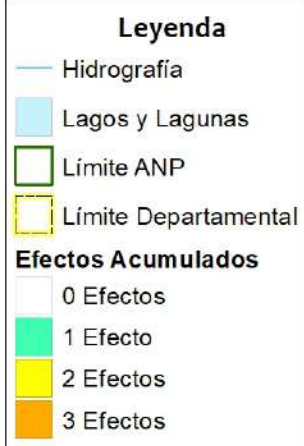 Leyenda
Hidrografía
Lagos y Lagunas
Límite ANP
Límite Departamental
Efectos Acumulados
0 Efectos
1 Efecto
2 Efectos
3 Efectos